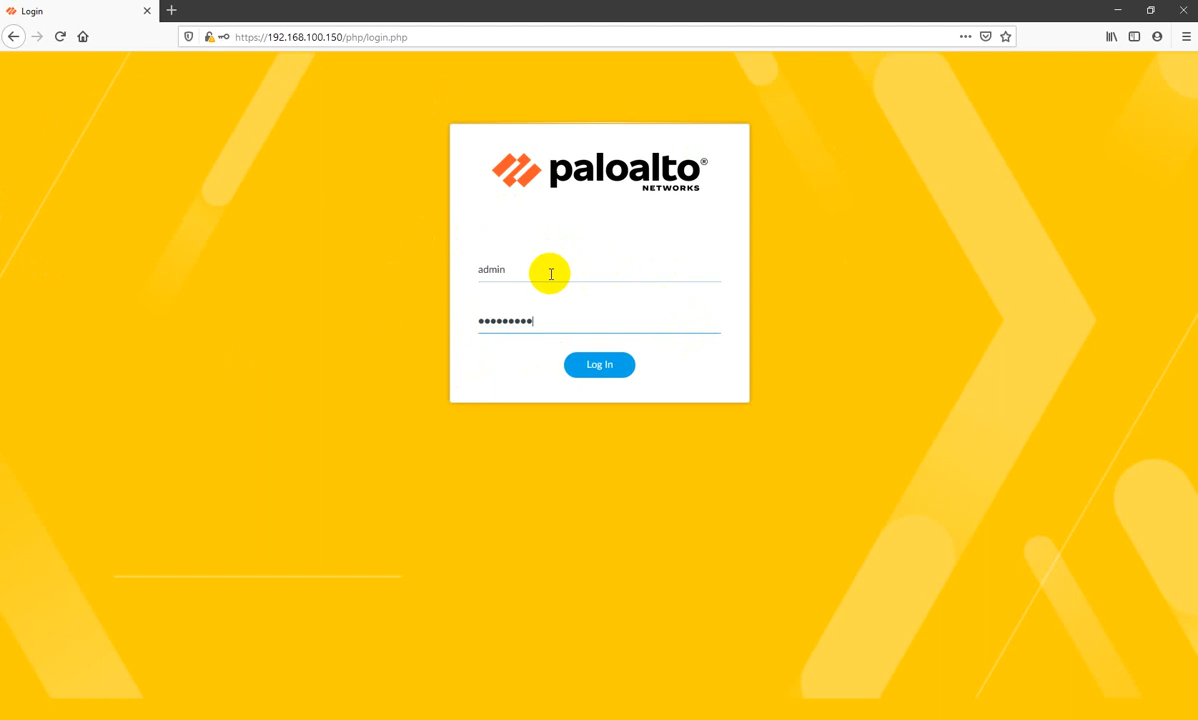 Login
https://192.168.100.150/php/login.php
paloalto®
NETWORKS
admin
•••••••••
Log In